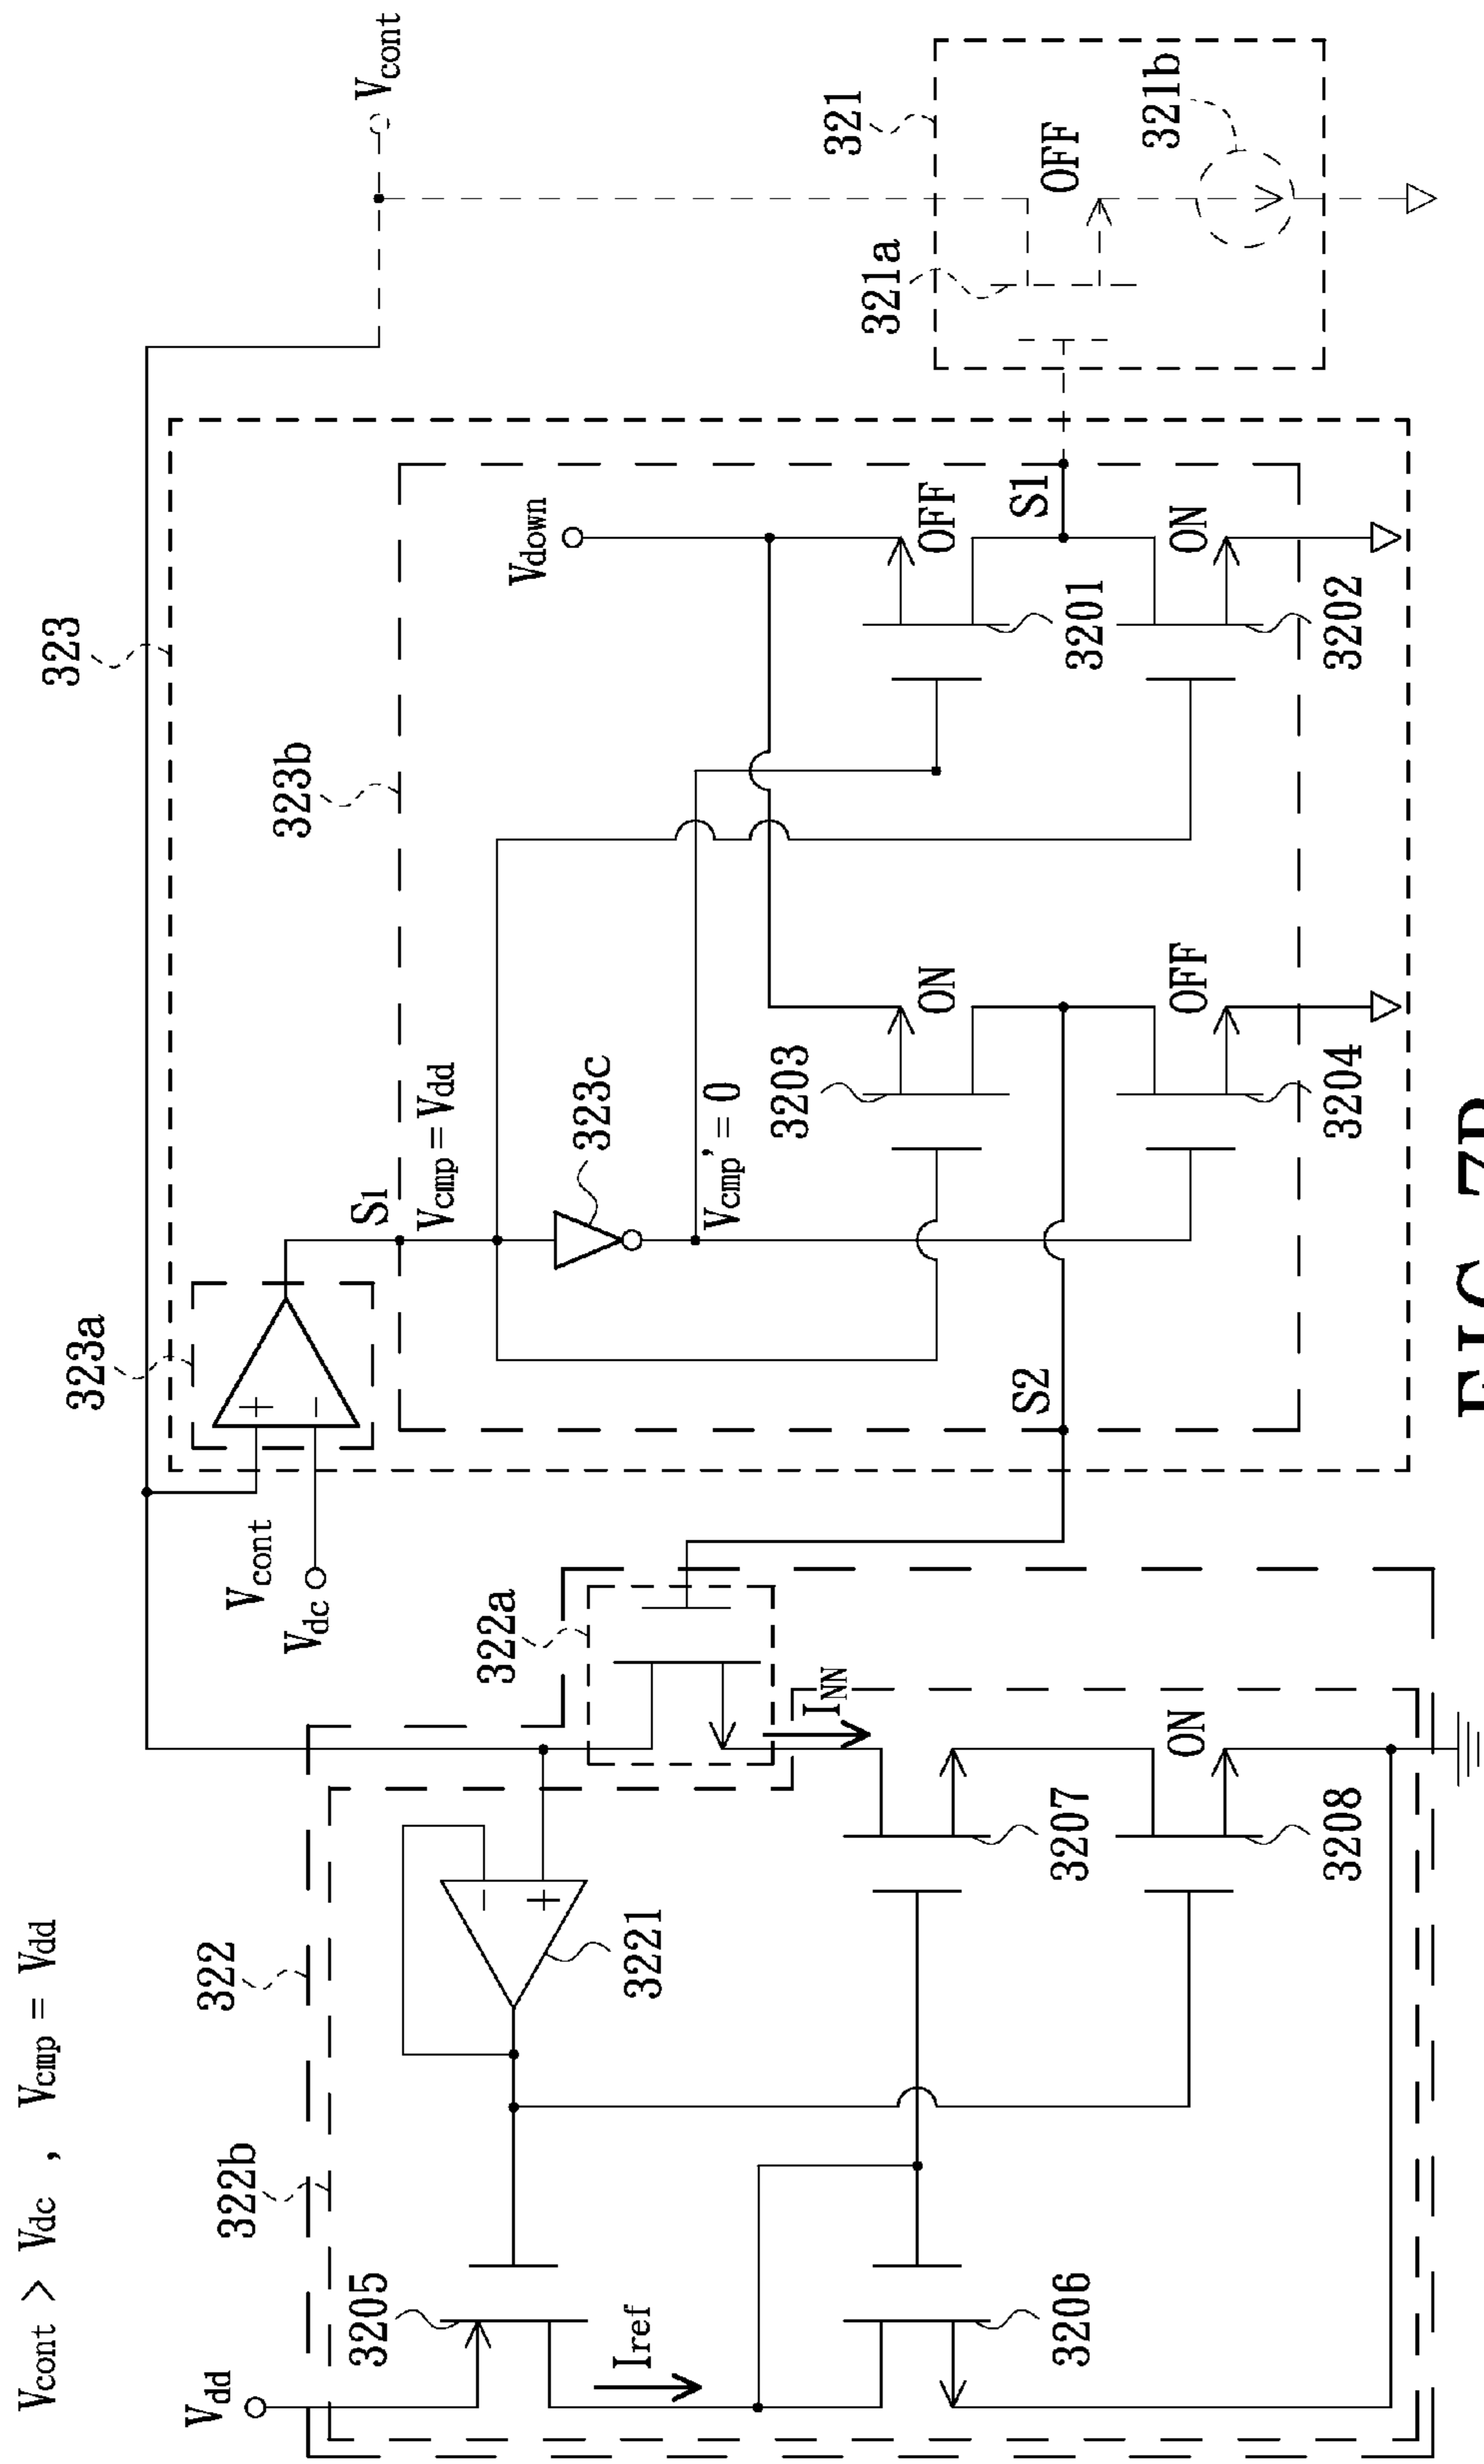 Vcont > Vdc , Vcmp = Vdd
Vcont
323
321
OFF
321b
321a
323b
Vdown
OFF
S1
ON
3201
3202
323a
S1
Vcmp = Vdd
323c
Vcmp' = 0
3203
ON
OFF
3204
S2
+
−
Vcont
Vdc
322a
INN
322
322b
−
+
3221
3207
ON
3208
Vdd
3205
Iref
3206